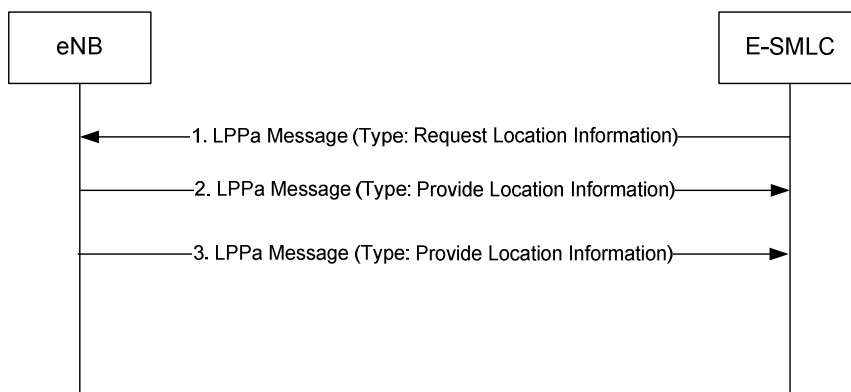 eNB
E-SMLC
1. LPPa Message (Type: Request Location Information)
2. LPPa Message (Type: Provide Location Information)
3. LPPa Message (Type: Provide Location Information)